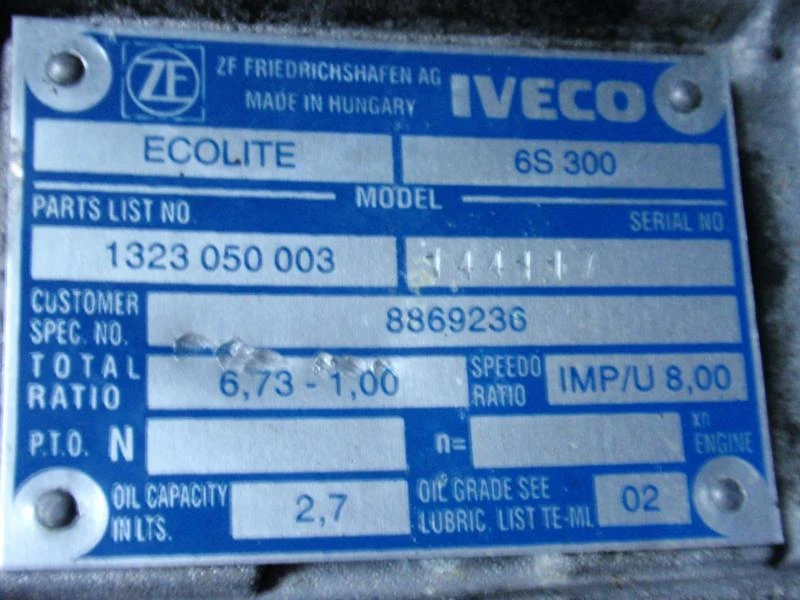 ZF
ZF FRIEDRICHSHAFEN AG
MADE IN HUNGARY
IVECO
ECOLITE 6S 300
MODEL
PARTS LIST NO SERIAL NO
1323 050 003
CUSTOMER
SPEC. NO.
8869236
TOTAL
RATIO
6,73 - 1,00
SPEEDO
RATIO
IMP/U 8,00
P.T.O. N n=
xn
ENGINE
OIL CAPACITY
IN LTS.
2,7
OIL GRADE SEE
LUBRIC. LIST TE-ML
02